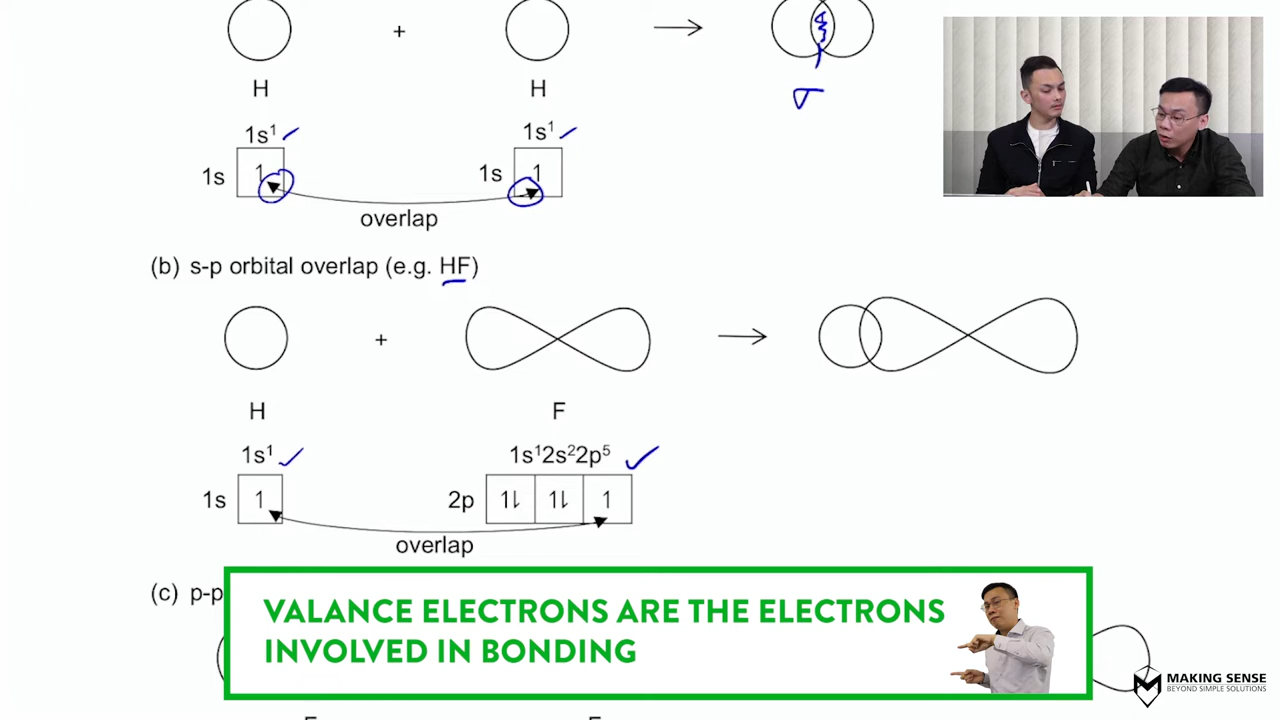 +
H H
σ
1s¹ 1s¹
1s 1 1s 1
overlap
(b) s-p orbital overlap (e.g. HF)
+
H F
1s¹ 1s¹2s²2p⁵
1s 1 2p 1⇂ 1⇂ 1
overlap
(c) p-p
VALANCE ELECTRONS ARE THE ELECTRONS
INVOLVED IN BONDING
MAKING SENSE
BEYOND SIMPLE SOLUTIONS